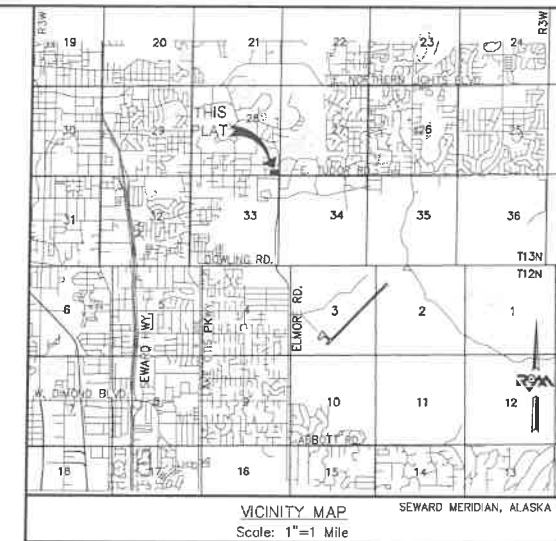 R3W R3W
19 20 21 22 23 24
E. NORTHERN LIGHTS BLVD
THIS
PLAT
30 29 28 27 26 25
E. TUDOR RD
31 32 33 34 35 36
DOWLING RD.
T13N
T12N
6 5 4 3 2 1
SEWARD HWY.
ELMORE RD.
W. DIMOND BLVD
7 8 9 10 11 12
ABBOTT RD
18 17 16 15 14 13
VICINITY MAP
SEWARD MERIDIAN, ALASKA
Scale: 1"=1 Mile